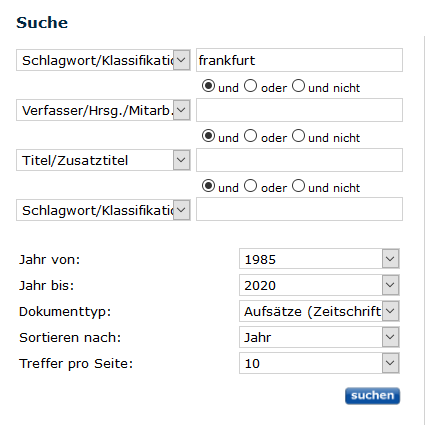 Suche
Schlagwort/Klassifikatio frankfurt
und oder und nicht
Verfasser/Hrsg./Mitarb.
und oder und nicht
Titel/Zusatztitel
und oder und nicht
Schlagwort/Klassifikatio
Jahr von: 1985
Jahr bis: 2020
Dokumenttyp: Aufsätze (Zeitschrift
Sortieren nach: Jahr
Treffer pro Seite: 10
suchen